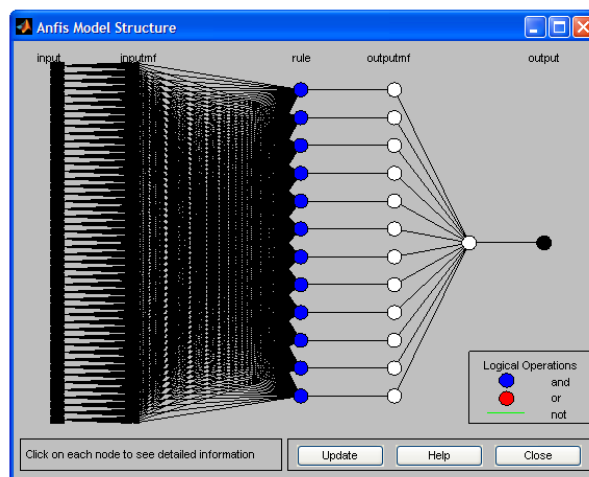 Anfis Model Structure
input inputmf rule outputmf output
Logical Operations
and
or
not
Click on each node to see detailed information
Update Help Close